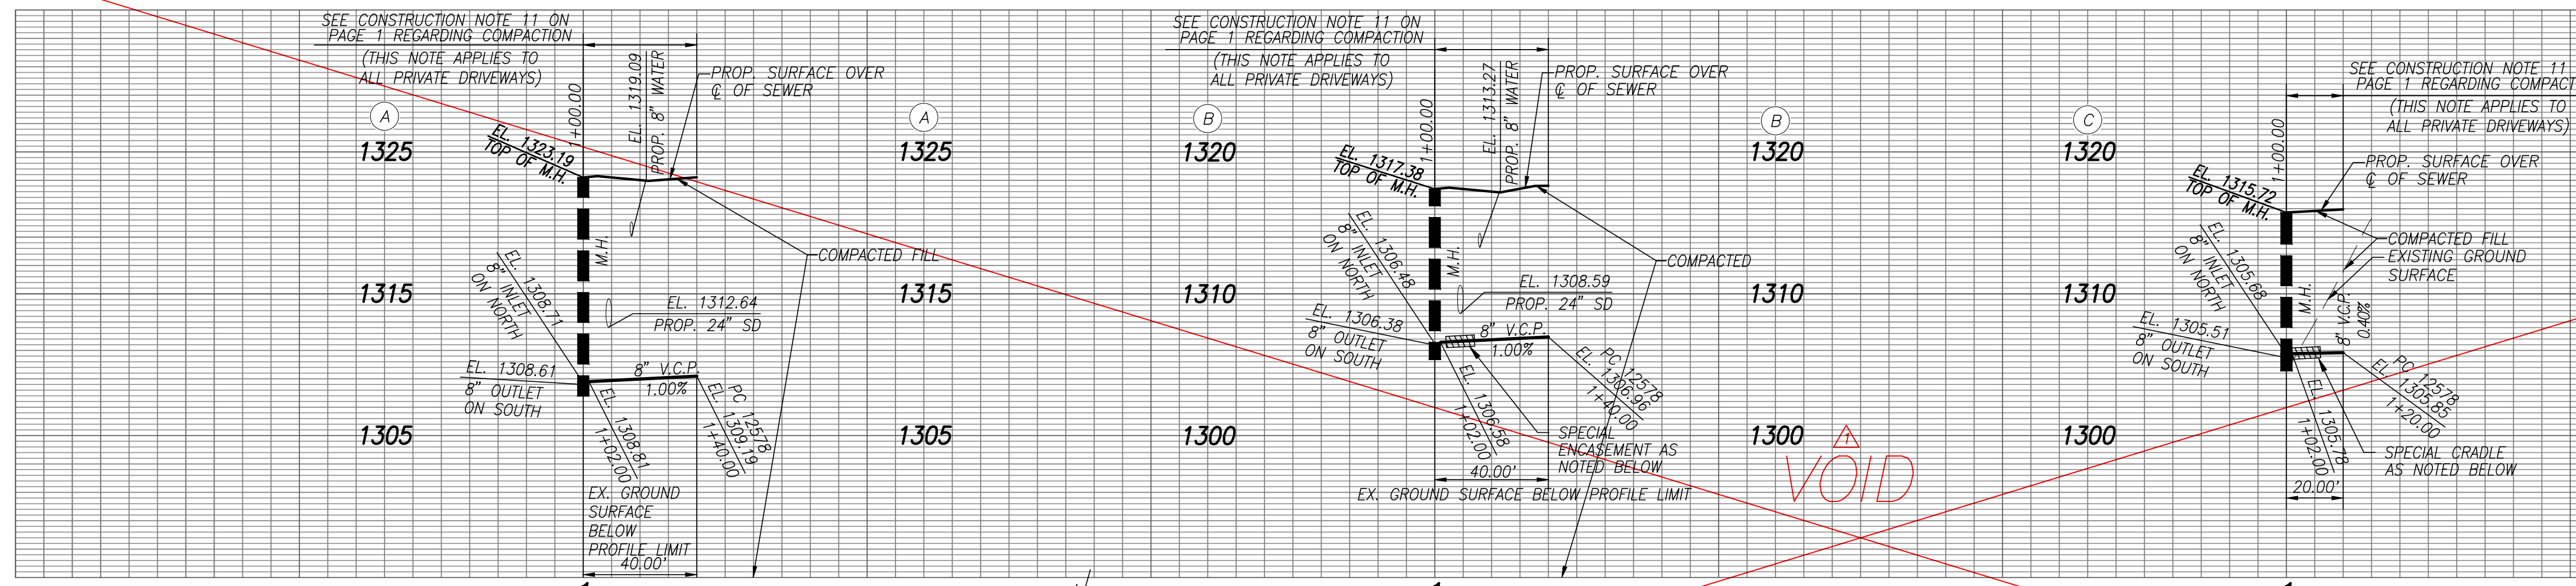 SEE CONSTRUCTION NOTE 11 ON
PAGE 1 REGARDING COMPACTION
(THIS NOTE APPLIES TO
ALL PRIVATE DRIVEWAYS)
1+00.00
EL. 1319.09
PROP. 8" WATER
PROP. SURFACE OVER
℄ OF SEWER
A
A
1325
1325
EL. 1323.19
TOP OF M.H.
M.H.
COMPACTED FILL
EL. 1308.71
8" INLET
ON NORTH
1315
1315
EL. 1312.64
PROP. 24" SD
EL. 1308.61
8" OUTLET
ON SOUTH
8" V.C.P.
1.00%
EL. 1308.81
1+02.00
PC 12578
EL. 1309.19
1+40.00
1305
1305
EX. GROUND
SURFACE
BELOW
PROFILE LIMIT
40.00'
SEE CONSTRUCTION NOTE 11 ON
PAGE 1 REGARDING COMPACTION
(THIS NOTE APPLIES TO
ALL PRIVATE DRIVEWAYS)
1+00.00
EL. 1313.27
PROP. 8" WATER
PROP. SURFACE OVER
℄ OF SEWER
B
B
1320
1320
EL. 1317.38
TOP OF M.H.
M.H.
COMPACTED
EL. 1306.48
8" INLET
ON NORTH
1310
1310
EL. 1308.59
PROP. 24" SD
EL. 1306.38
8" OUTLET
ON SOUTH
8" V.C.P.
1.00%
EL. 1306.58
1+02.00
PC 12578
EL. 1306.96
1+40.00
1300
1300
SPECIAL
ENCASEMENT AS
NOTED BELOW
40.00'
EX. GROUND SURFACE BELOW PROFILE LIMIT
1
VOID
SEE CONSTRUCTION NOTE 11
PAGE 1 REGARDING COMPACT
(THIS NOTE APPLIES TO
ALL PRIVATE DRIVEWAYS)
1+00.00
PROP. SURFACE OVER
℄ OF SEWER
C
1320
EL. 1315.72
TOP OF M.H.
COMPACTED FILL
EXISTING GROUND
SURFACE
M.H.
EL. 1305.68
8" INLET
ON NORTH
1310
8" V.C.P.
0.40%
EL. 1305.51
8" OUTLET
ON SOUTH
EL. 1305.78
1+02.00
PC 12578
EL. 1305.85
1+20.00
1300
SPECIAL CRADLE
AS NOTED BELOW
20.00'